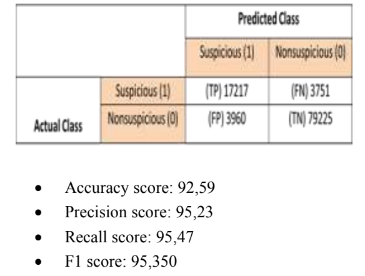 Predicted Class
Suspicious (1) Nonsuspicious (0)
Actual Class
Suspicious (1) (TP) 17217 (FN) 3751
Nonsuspicious (0) (FP) 3960 (TN) 79225
• Accuracy score: 92,59
• Precision score: 95,23
• Recall score: 95,47
• F1 score: 95,350